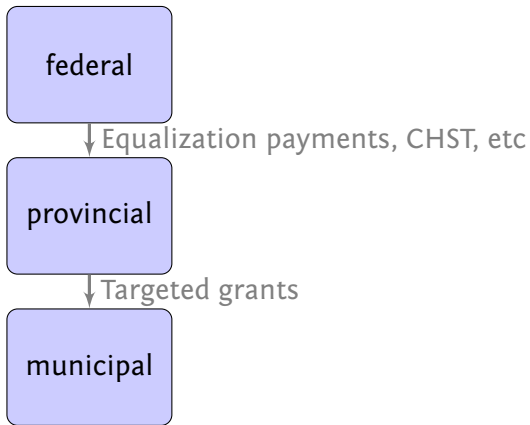 federal
Equalization payments, CHST, etc
provincial
Targeted grants
municipal